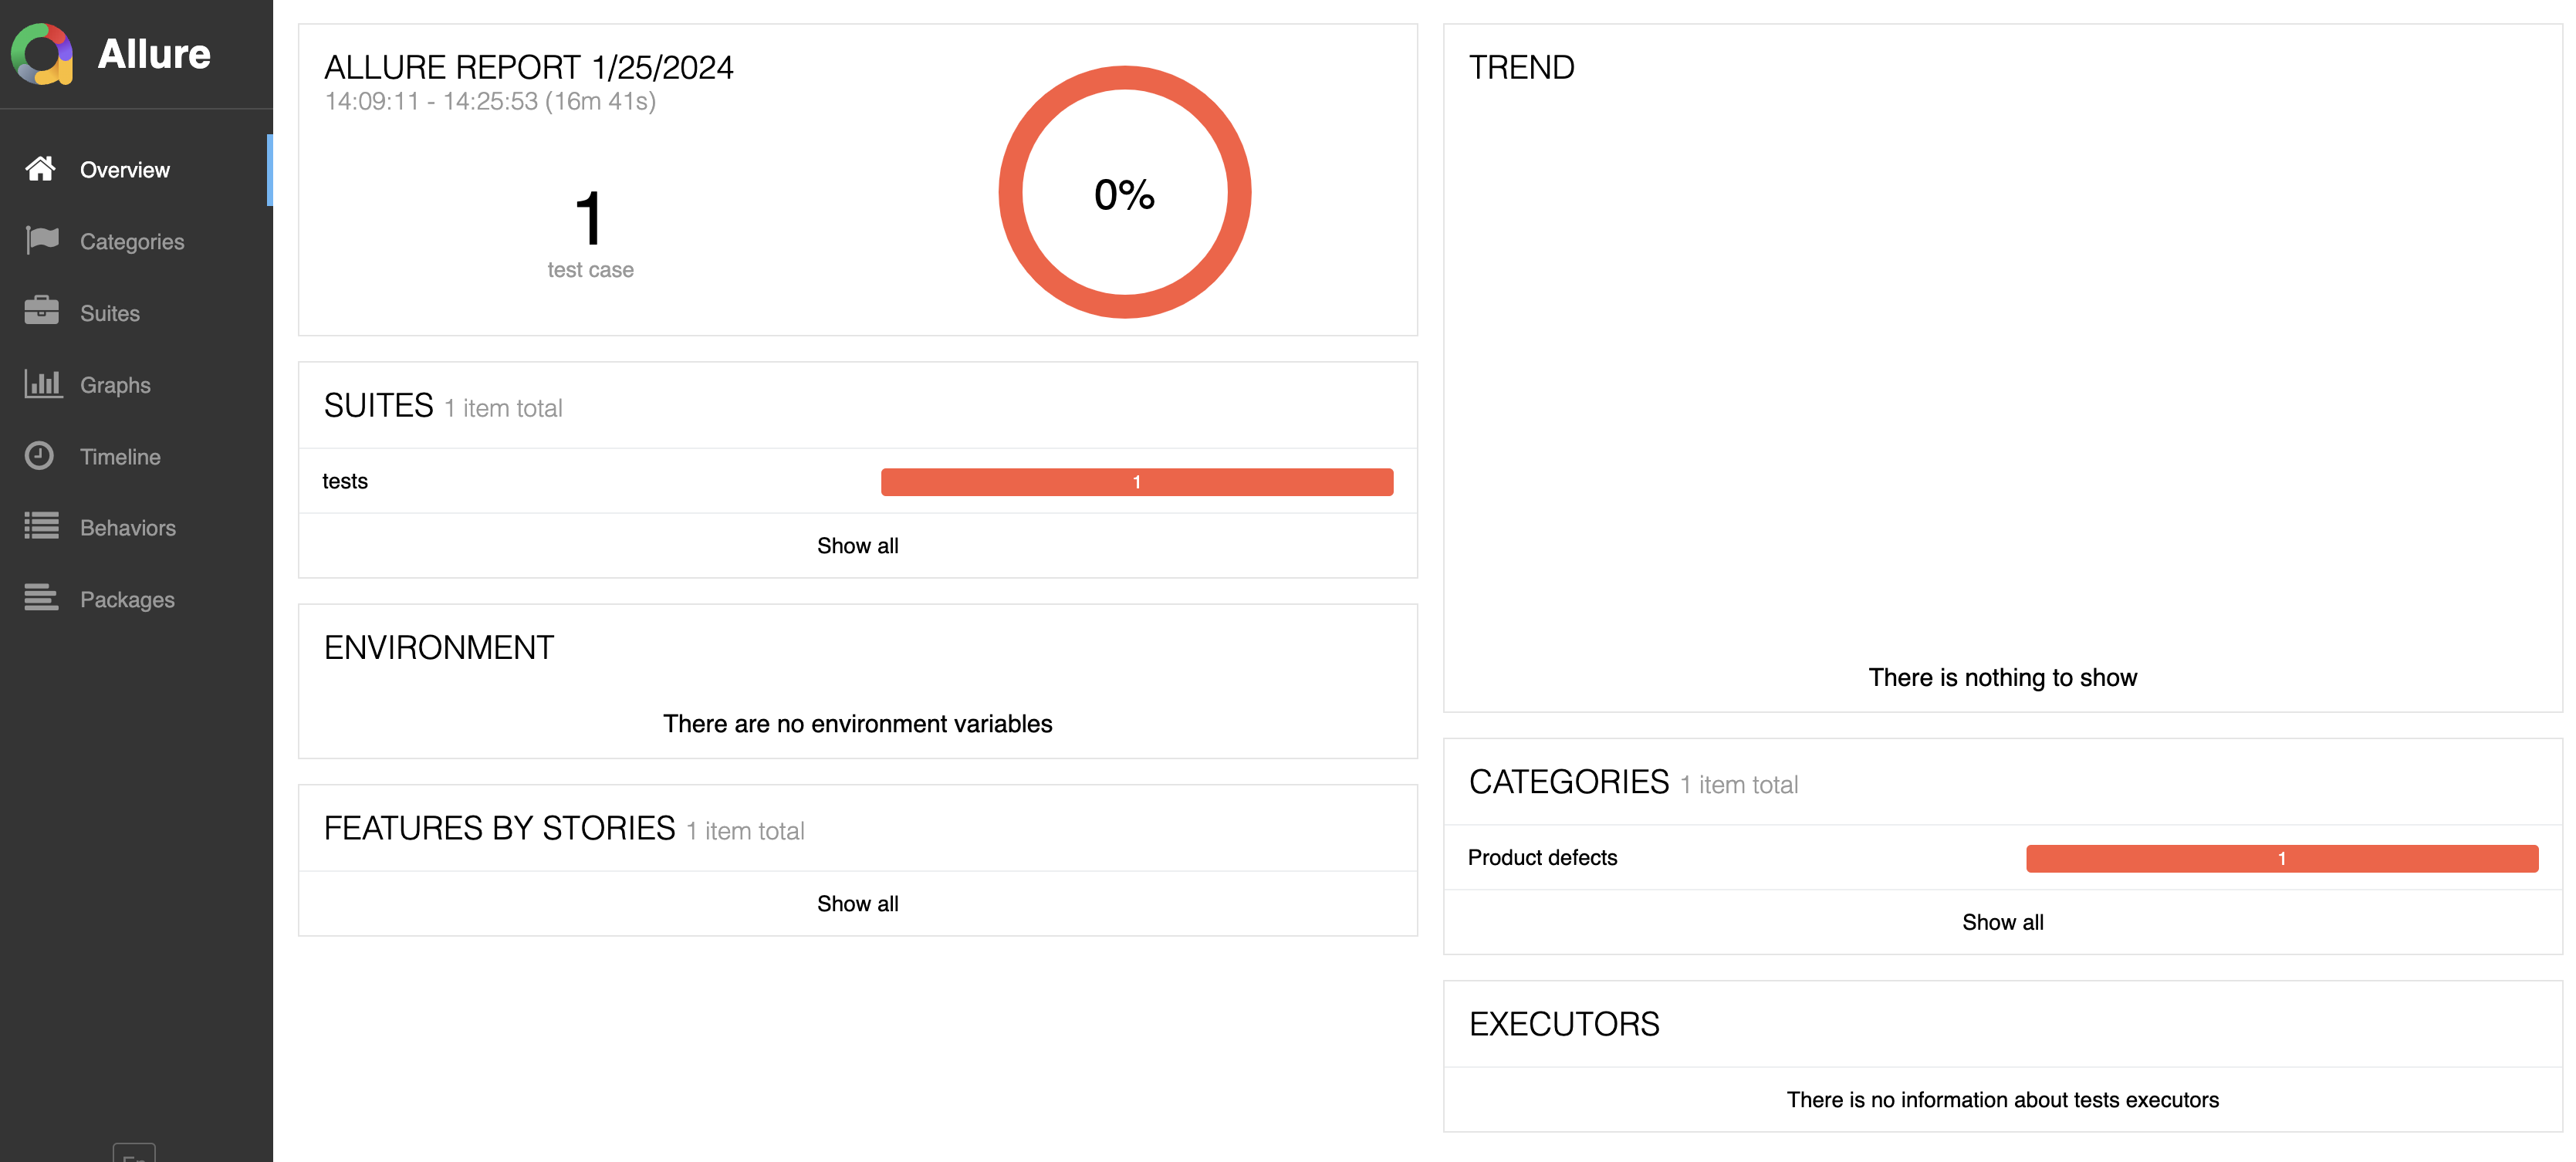 Allure
Overview
Categories
Suites
Graphs
Timeline
Behaviors
Packages
ALLURE REPORT 1/25/2024
14:09:11 - 14:25:53 (16m 41s)
1
test case
0%
SUITES 1 item total
tests 1
Show all
ENVIRONMENT
There are no environment variables
FEATURES BY STORIES 1 item total
Show all
TREND
There is nothing to show
CATEGORIES 1 item total
Product defects 1
Show all
EXECUTORS
There is no information about tests executors